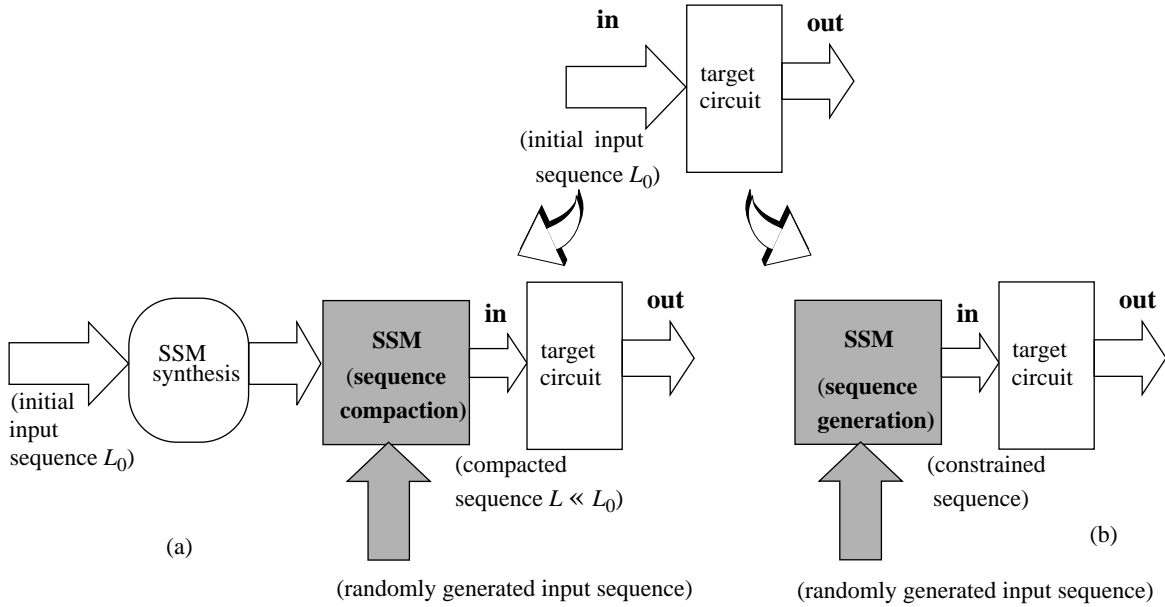 in
out
target
circuit
(initial input
sequence L0)
in
out
SSM
synthesis
SSM
(sequence
compaction)
target
circuit
(initial
input
sequence L0)
(compacted
sequence L « L0)
(a)
(randomly generated input sequence)
in
out
SSM
(sequence
generation)
target
circuit
(constrained
sequence)
(b)
(randomly generated input sequence)